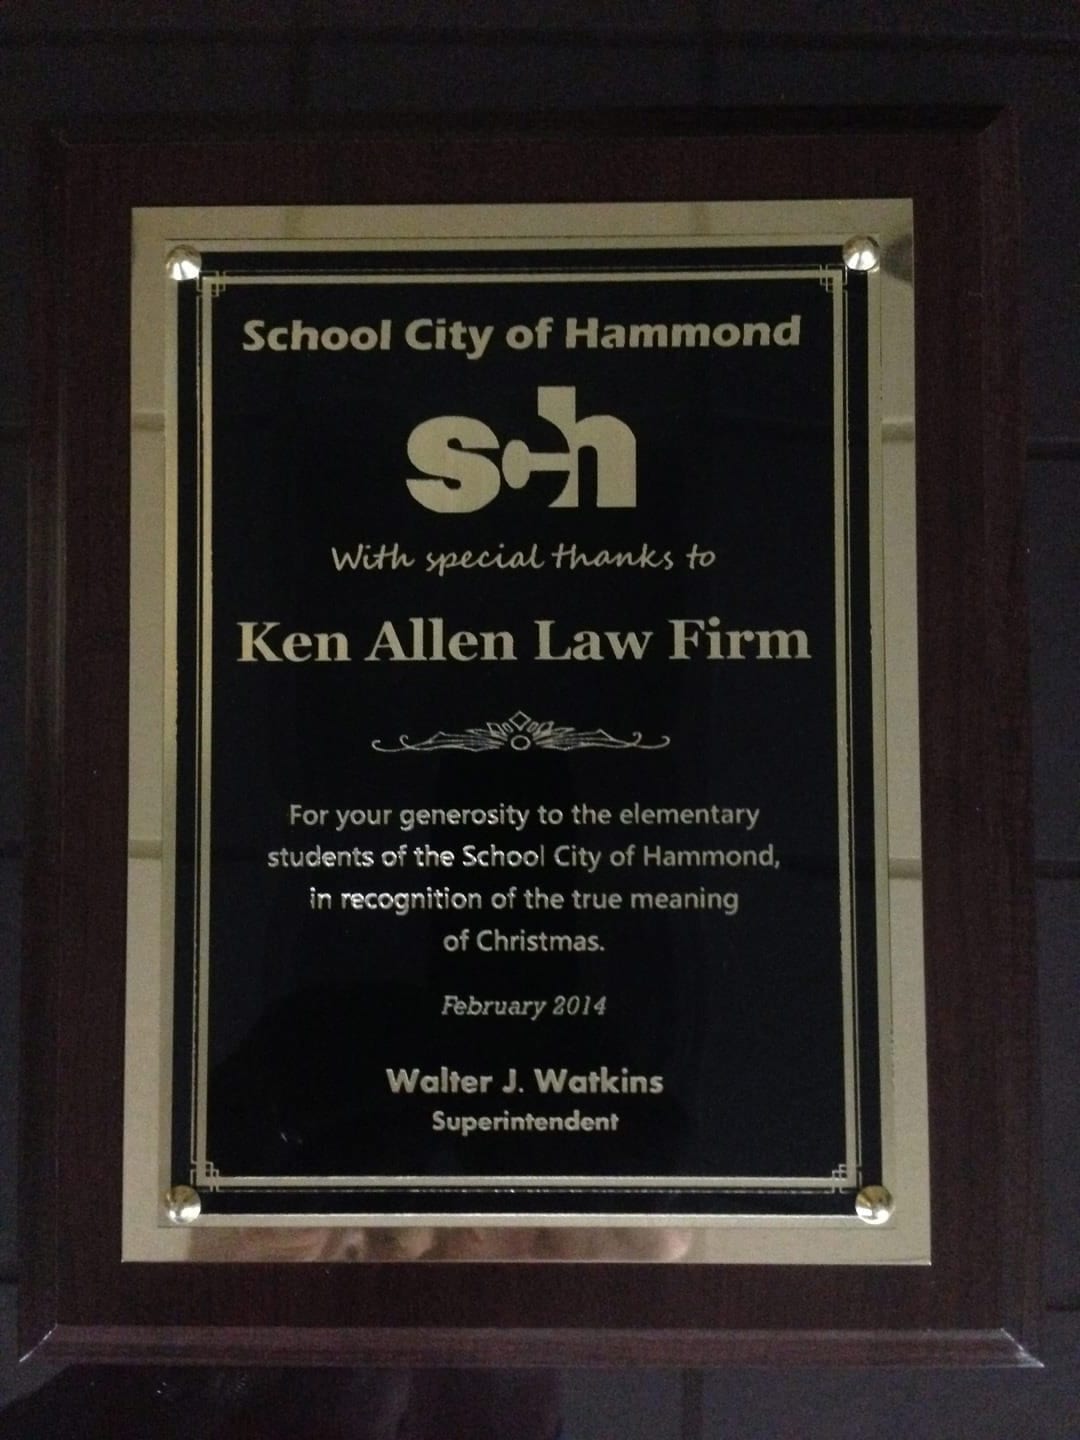 School City of Hammond
sch
With special thanks to
Ken Allen Law Firm
For your generosity to the elementary
students of the School City of Hammond,
in recognition of the true meaning
of Christmas.
February 2014
Walter J. Watkins
Superintendent